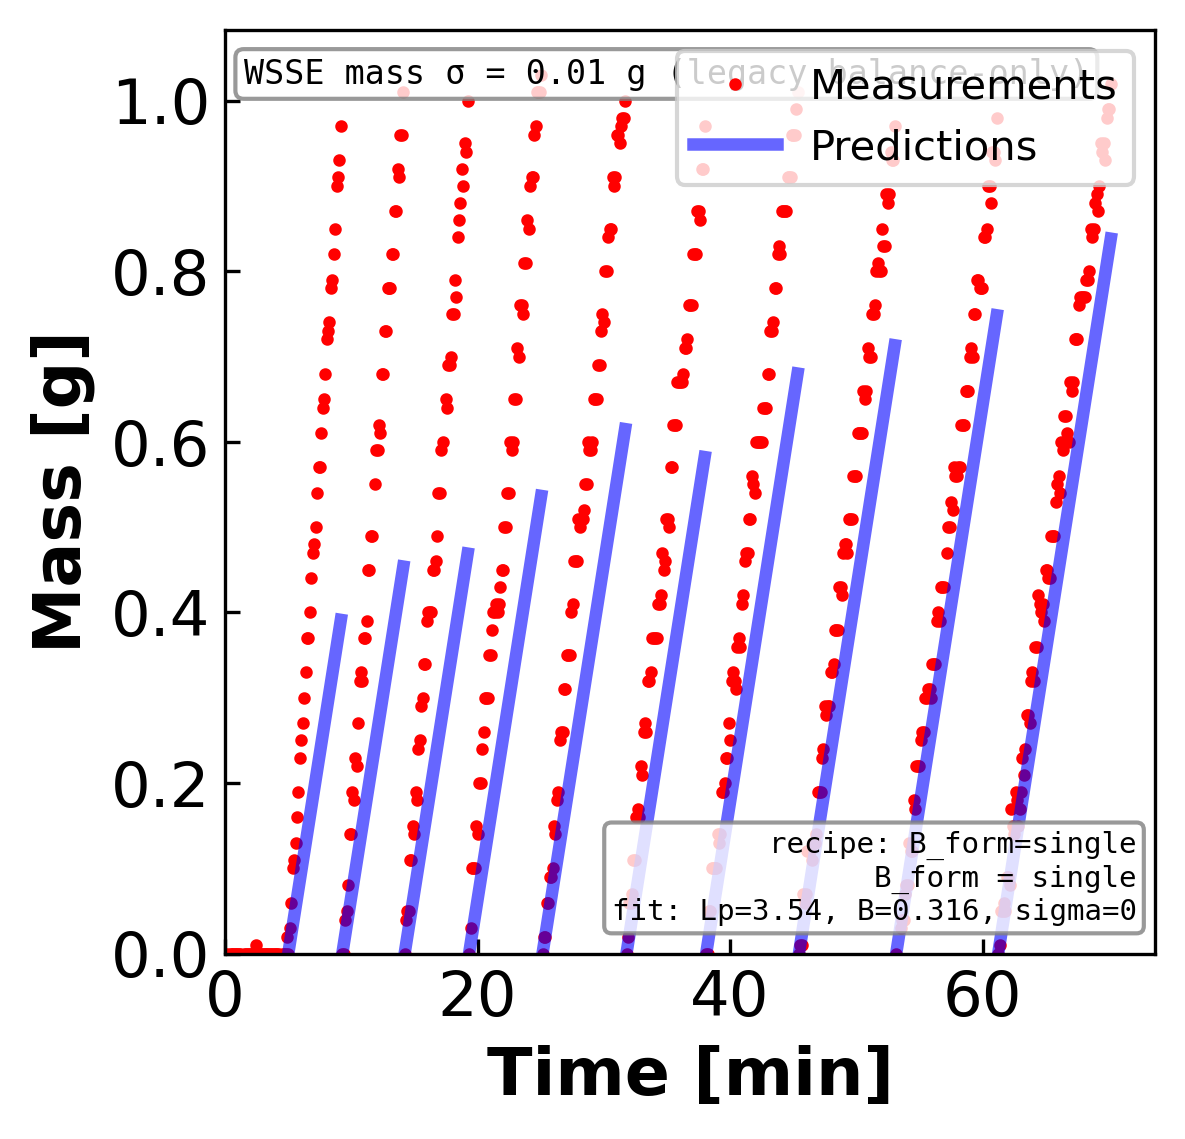 WSSE mass σ = 0.01 g (legacy balance-only)
Measurements
Predictions
1.0
0.8
0.6
0.4
0.2
0.0
Mass [g]
recipe: B_form=single
B_form = single
fit: Lp=3.54, B=0.316, sigma=0
0 20 40 60
Time [min]